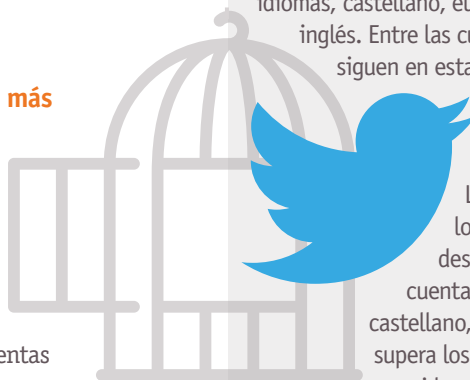 más
entas
idiomas, castellano, eu
inglés. Entre las cu
siguen en esta
lo
des
cuenta
castellano,
supera los